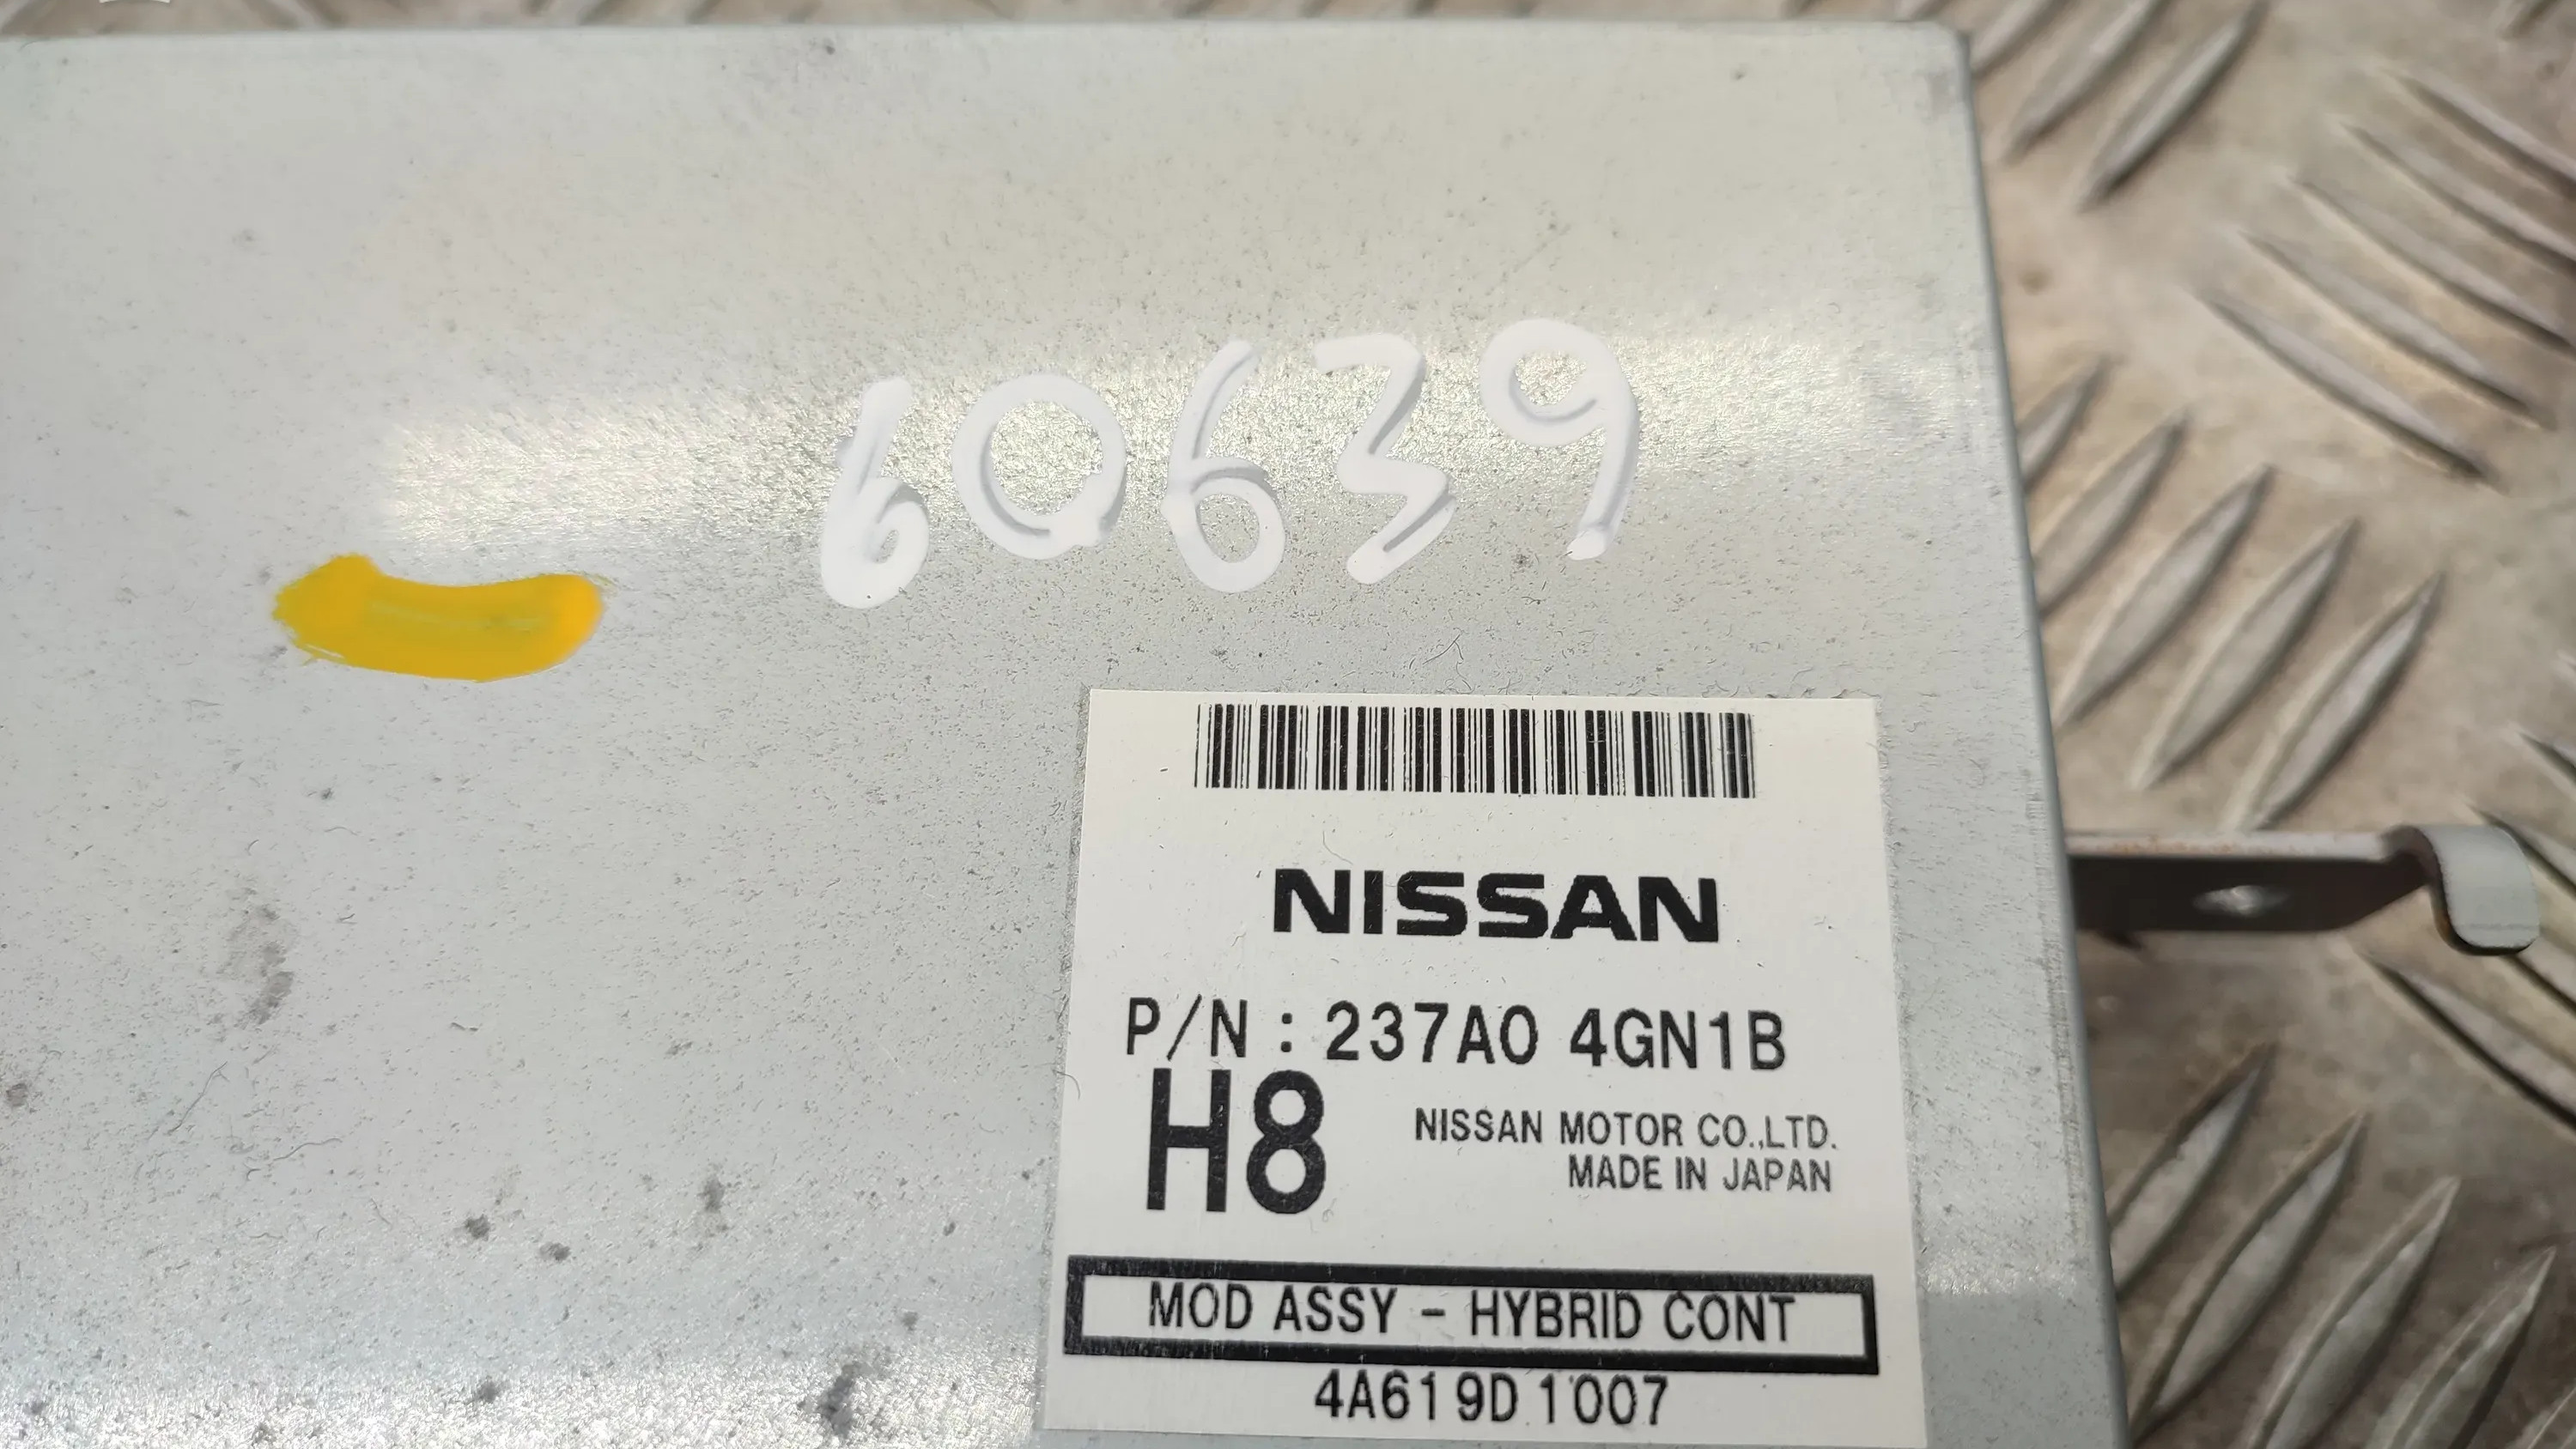 60639
NISSAN
P/N : 237A0 4GN1B
H8
NISSAN MOTOR CO.,LTD.
MADE IN JAPAN
MOD ASSY - HYBRID CONT
4A619D1007